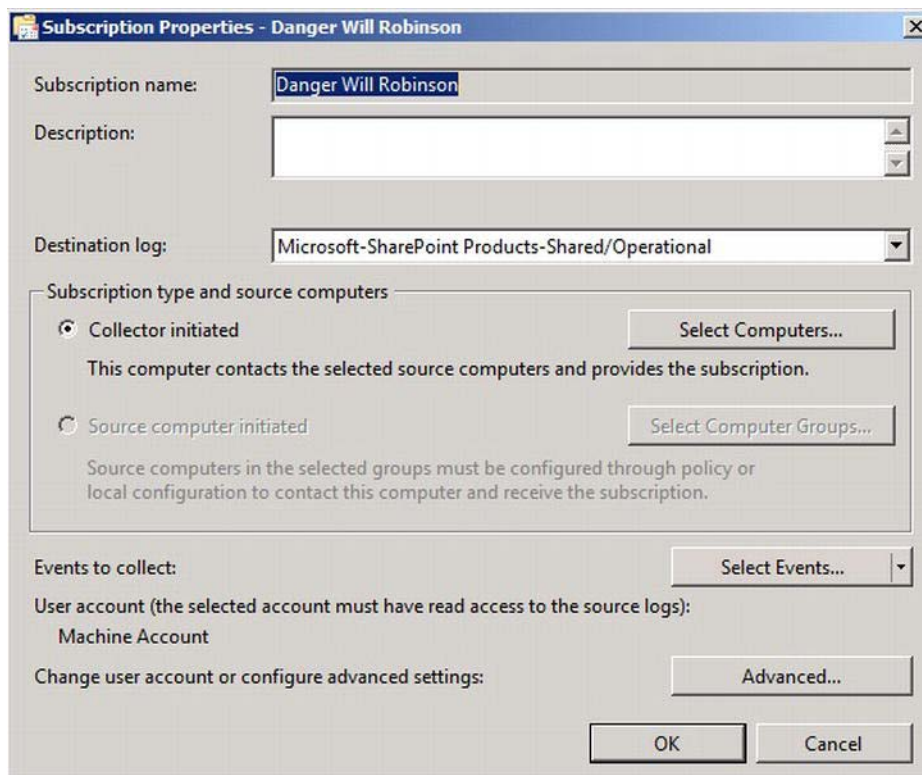 Subscription Properties - Danger Will Robinson
Subscription name:
Danger Will Robinson
Description:
Destination log:
Microsoft-SharePoint Products-Shared/Operational
Subscription type and source computers
Collector initiated
Select Computers...
This computer contacts the selected source computers and provides the subscription.
Source computer initiated
Select Computer Groups...
Source computers in the selected groups must be configured through policy or
local configuration to contact this computer and receive the subscription.
Events to collect:
Select Events...
User account (the selected account must have read access to the source logs):
Machine Account
Change user account or configure advanced settings:
Advanced...
OK
Cancel